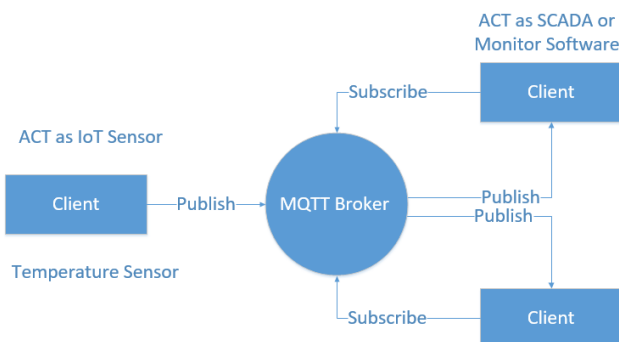 ACT as SCADA or
Monitor Software
Subscribe
Client
ACT as IoT Sensor
Client
Publish
MQTT Broker
Publish
Publish
Temperature Sensor
Subscribe
Client